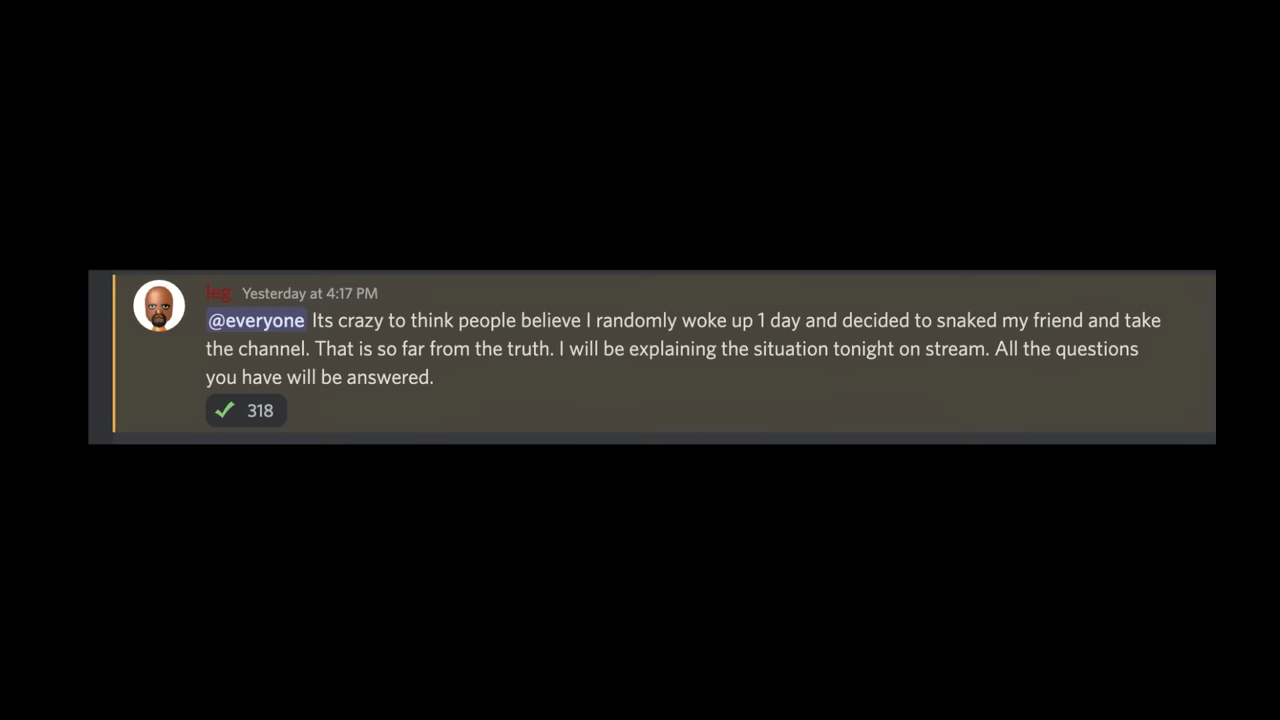 leg Yesterday at 4:17 PM
@everyone Its crazy to think people believe I randomly woke up 1 day and decided to snaked my friend and take
the channel. That is so far from the truth. I will be explaining the situation tonight on stream. All the questions
you have will be answered.
318